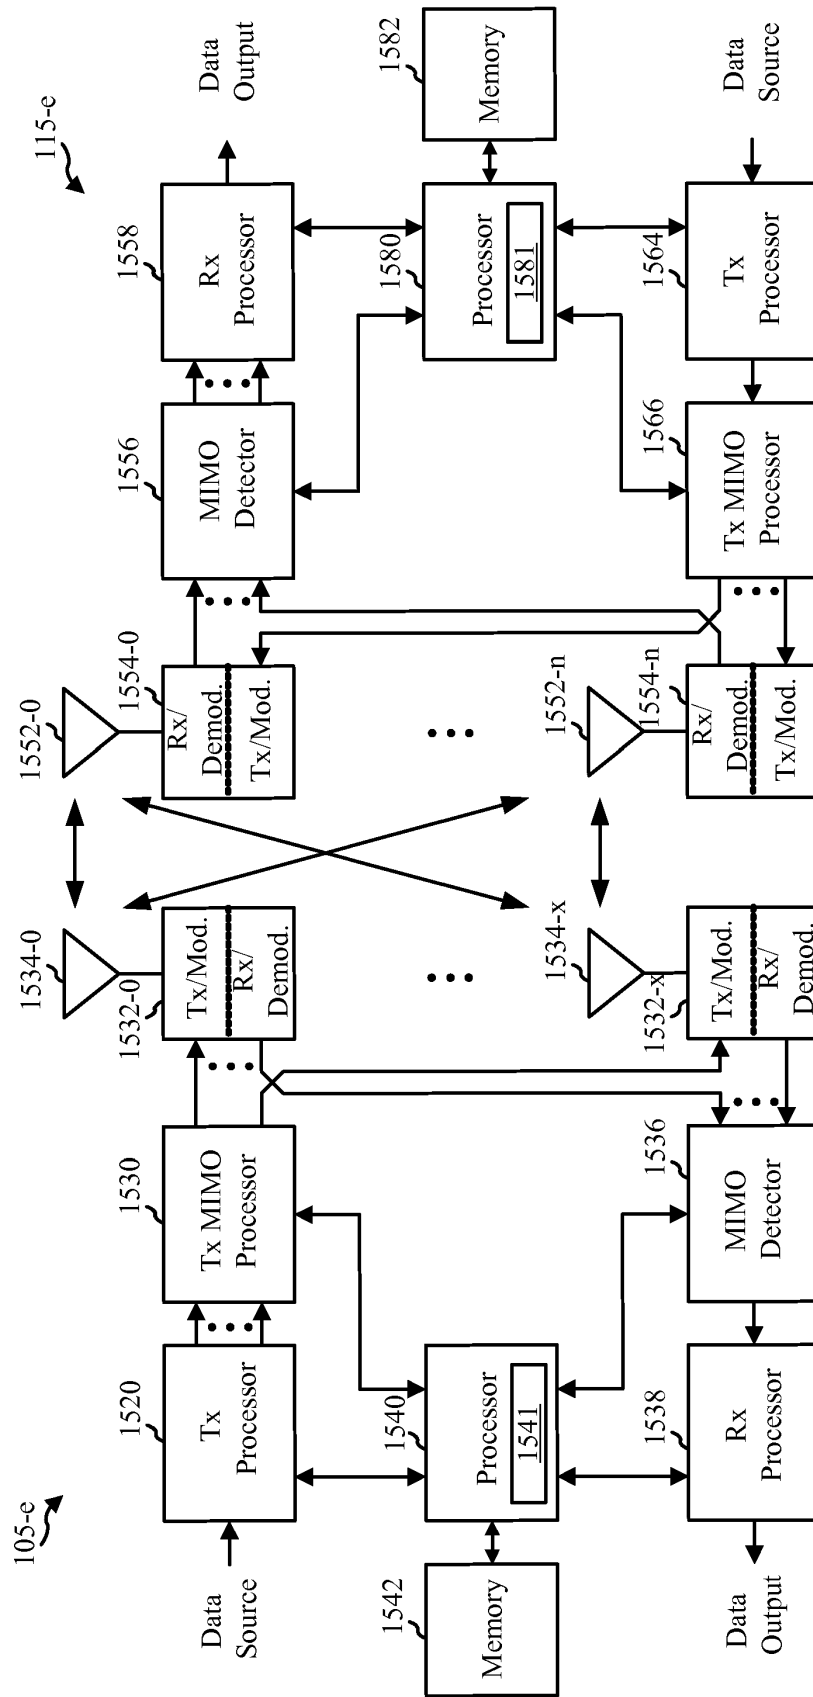 105-e
115-e
Data
Source
1520
Tx
Processor
1530
Tx MIMO
Processor
1534-0
1532-0
Tx/Mod.
Rx/
Demod.
1552-0
1554-0
Rx/
Demod.
Tx/Mod.
1556
MIMO
Detector
1558
Rx
Processor
Data
Output
1542
Memory
1540
Processor
1541
1580
Processor
1581
1582
Memory
Data
Output
1538
Rx
Processor
1536
MIMO
Detector
1534-x
1532-x
Tx/Mod.
Rx/
Demod.
1552-n
1554-n
Rx/
Demod.
Tx/Mod.
1566
Tx MIMO
Processor
1564
Tx
Processor
Data
Source